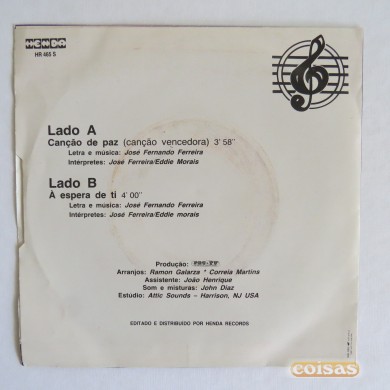 HENDA
HR 465 S
Lado A
Canção de paz (canção vencedora) 3'58"
Letra e música: José Fernando Ferreira
Intérpretes: José Ferreira/Eddie Morais
Lado B
À espera de ti 4'00"
Letra e música: José Fernando Ferreira
Intérpretes: José Ferreira/Eddie morais
Produção:
Arranjos: Ramon Galarza * Correia Martins
Assistente: João Henrique
Som e misturas: John Diaz
Estúdio: Attic Sounds – Harrison, NJ USA
EDITADO E DISTRIBUIDO POR HENDA RECORDS
coisas